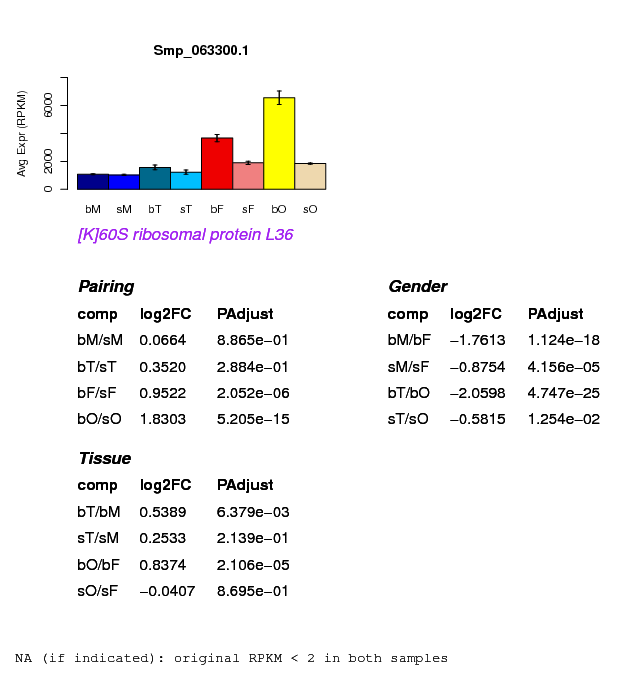 Smp_063300.1
Avg Expr (RPKM)
6000
2000
0
bM sM bT sT bF sF bO sO
[K]60S ribosomal protein L36
Pairing
comp log2FC PAdjust
bM/sM 0.0664 8.865e−01
bT/sT 0.3520 2.884e−01
bF/sF 0.9522 2.052e−06
bO/sO 1.8303 5.205e−15
Gender
comp log2FC PAdjust
bM/bF −1.7613 1.124e−18
sM/sF −0.8754 4.156e−05
bT/bO −2.0598 4.747e−25
sT/sO −0.5815 1.254e−02
Tissue
comp log2FC PAdjust
bT/bM 0.5389 6.379e−03
sT/sM 0.2533 2.139e−01
bO/bF 0.8374 2.106e−05
sO/sF −0.0407 8.695e−01
NA (if indicated): original RPKM < 2 in both samples